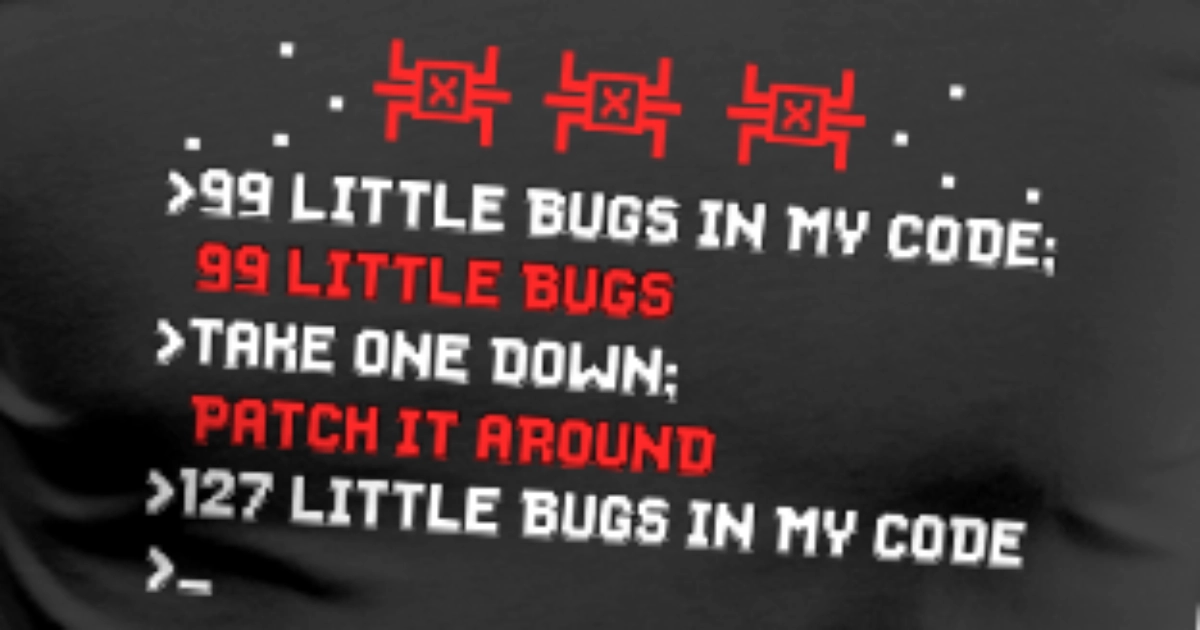 >99 LITTLE BUGS IN MY CODE;
99 LITTLE BUGS
>TAKE ONE DOWN;
PATCH IT AROUND
>127 LITTLE BUGS IN MY CODE
>_